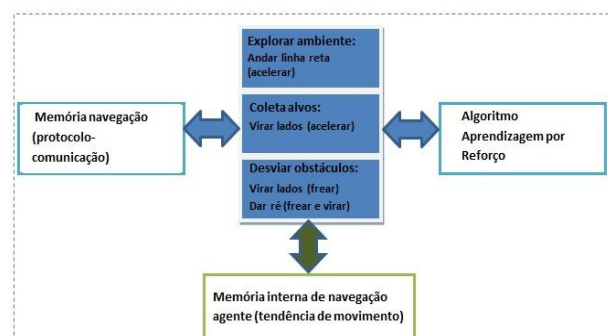 Explorar ambiente:
Andar linha reta
(acelerar)
Memória navegação
(protocolo-
comunicação)
Coleta alvos:
Virar lados (acelerar)
Algoritmo
Aprendizagem por
Reforço
Desviar obstáculos:
Virar lados (frear)
Dar ré (frear e virar)
Memória interna de navegação
agente (tendência de movimento)